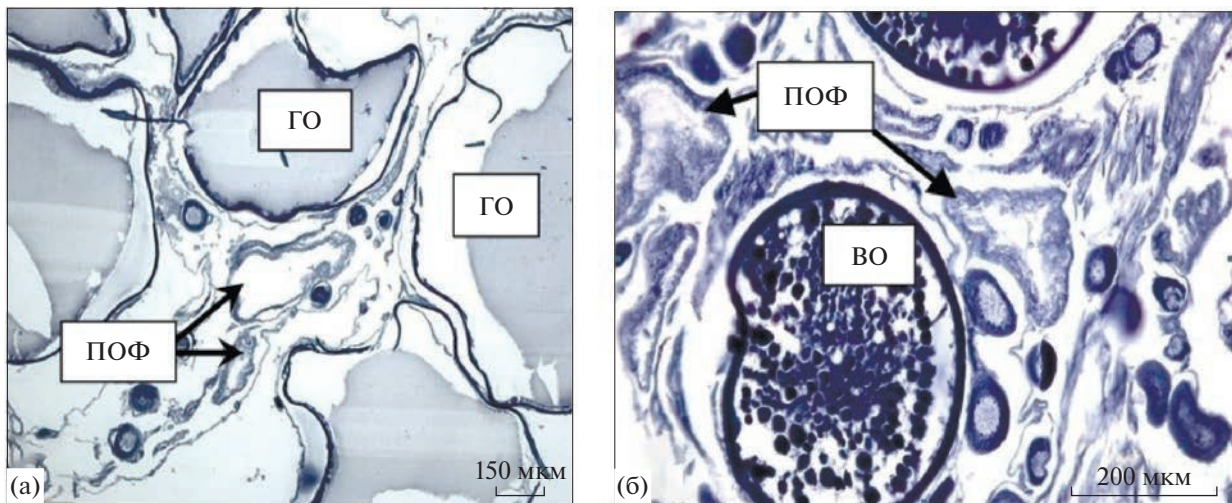 ГО
ГО
ПОФ
(а)
150 мкм
ПОФ
ВО
(б)
200 мкм